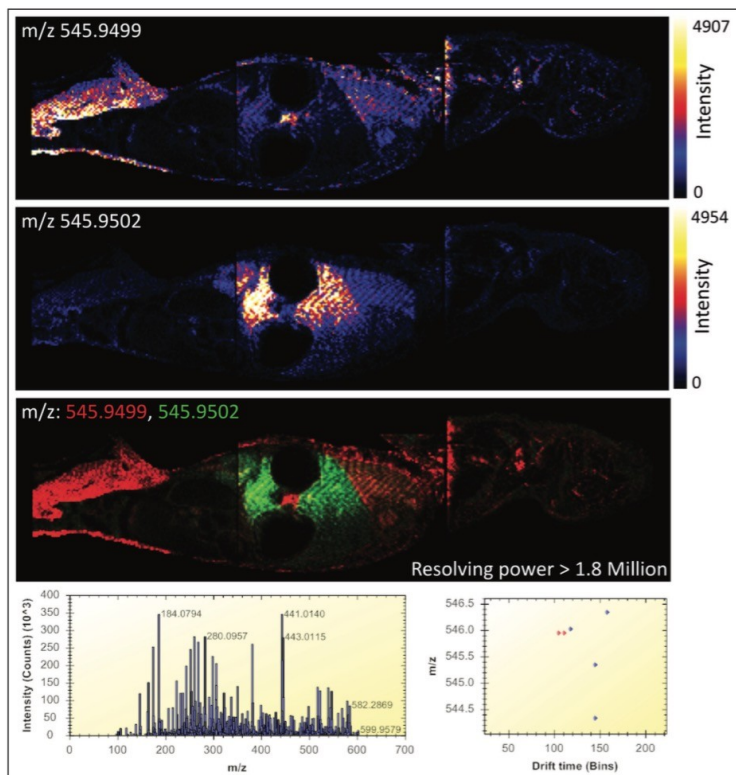 m/z 545.9499
4907
Intensity
0
m/z 545.9502
4954
Intensity
0
m/z: 545.9499, 545.9502
Resolving power > 1.8 Million
Intensity (Counts) (10^3)
400
350
300
250
200
150
100
50
0
184.0794
280.0957
441.0140
443.0115
582.2869
599.9579
0 100 200 300 400 500 600 700
m/z
m/z
546.5
546.0
545.5
545.0
544.5
50 100 150 200
Drift time (Bins)